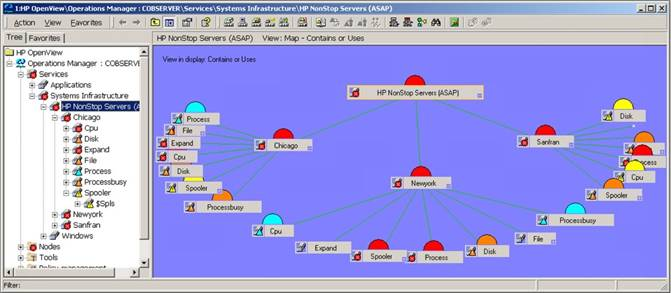 1:HP OpenView\Operations Manager : COBSERVER\Services\Systems Infrastructure\HP NonStop Servers (ASAP)
Action View Favorites
Tree Favorites
HP NonStop Servers (ASAP) View: Map - Contains or Uses
HP OpenView
Operations Manager : COBSERV
Services
Applications
Systems Infrastructure
HP NonStop Servers (A
Chicago
Cpu
Disk
Expand
File
Process
Processbusy
Spooler
$Spls
Newyork
Sanfran
Windows
Nodes
Tools
Policy management
View in display: Contains or Uses
HP NonStop Servers (ASAP)
Process
File
Expand
Cpu
Disk
Spooler
Processbusy
Chicago
Newyork
Cpu
Expand
Spooler
Process
Disk
File
Processbusy
Sanfran
Disk
Process
Cpu
Spooler
Filter: